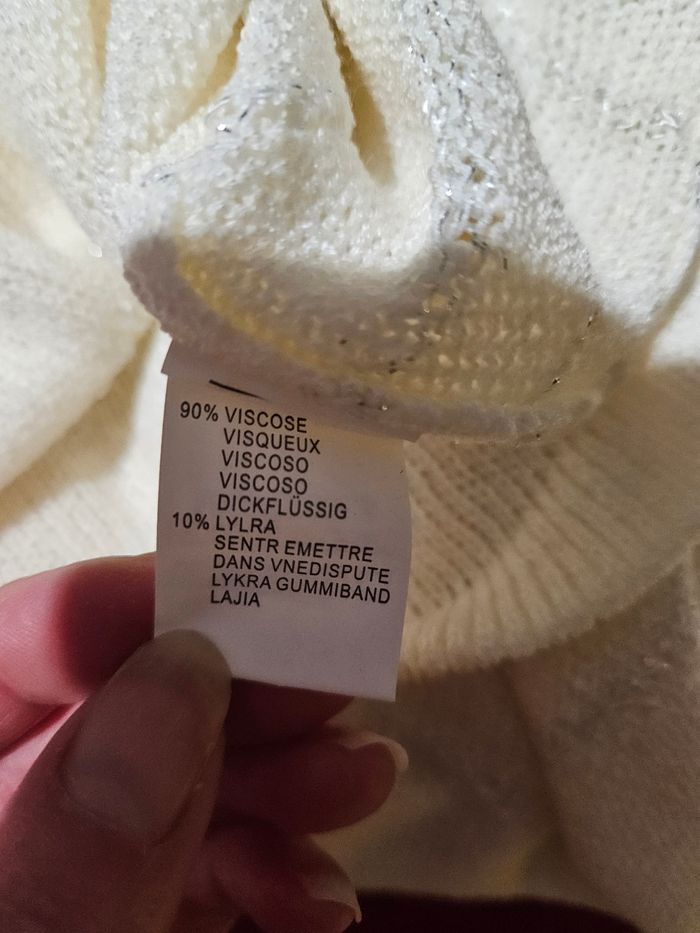 90% VISCOSE
VISQUEUX
VISCOSO
VISCOSO
DICKFLÜSSIG
10% LYLRA
SENTR EMETTRE
DANS VNEDISPUTE
LYKRA GUMMIBAND
LAJIA